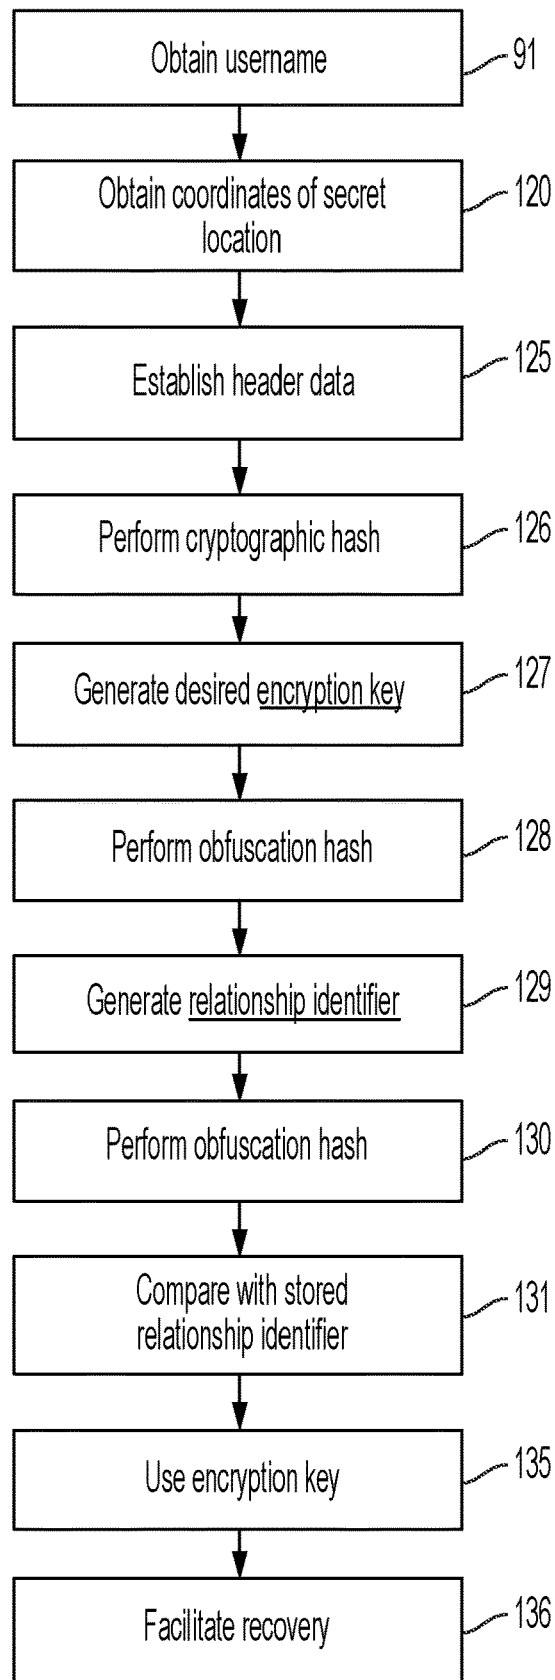 Obtain username
91
Obtain coordinates of secret
location
120
Establish header data
125
Perform cryptographic hash
126
Generate desired encryption key
127
Perform obfuscation hash
128
Generate relationship identifier
129
Perform obfuscation hash
130
Compare with stored
relationship identifier
131
Use encryption key
135
Facilitate recovery
136